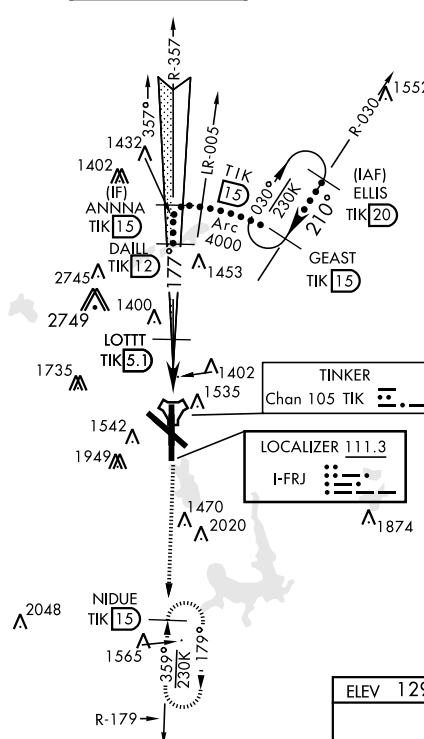 R-357
357°
1552
R-030
1432
LR-005
1402
TIK
15
030°
230K
(IAF)
ELLIS
TIK 20
210°
(IF)
ANNNA
TIK 15
Arc
4000
GEAST
TIK 15
DAILL
TIK 12
177°
1453
2745
2749
1400
LOTTT
TIK 5.1
1402
1735
1535
TINKER
Chan 105 TIK
1542
LOCALIZER 111.3
I-FRJ
1949
1470
2020
1874
NIDUE
TIK 15
2048
1565
359°
230K
179°
ELEV 129
R-179